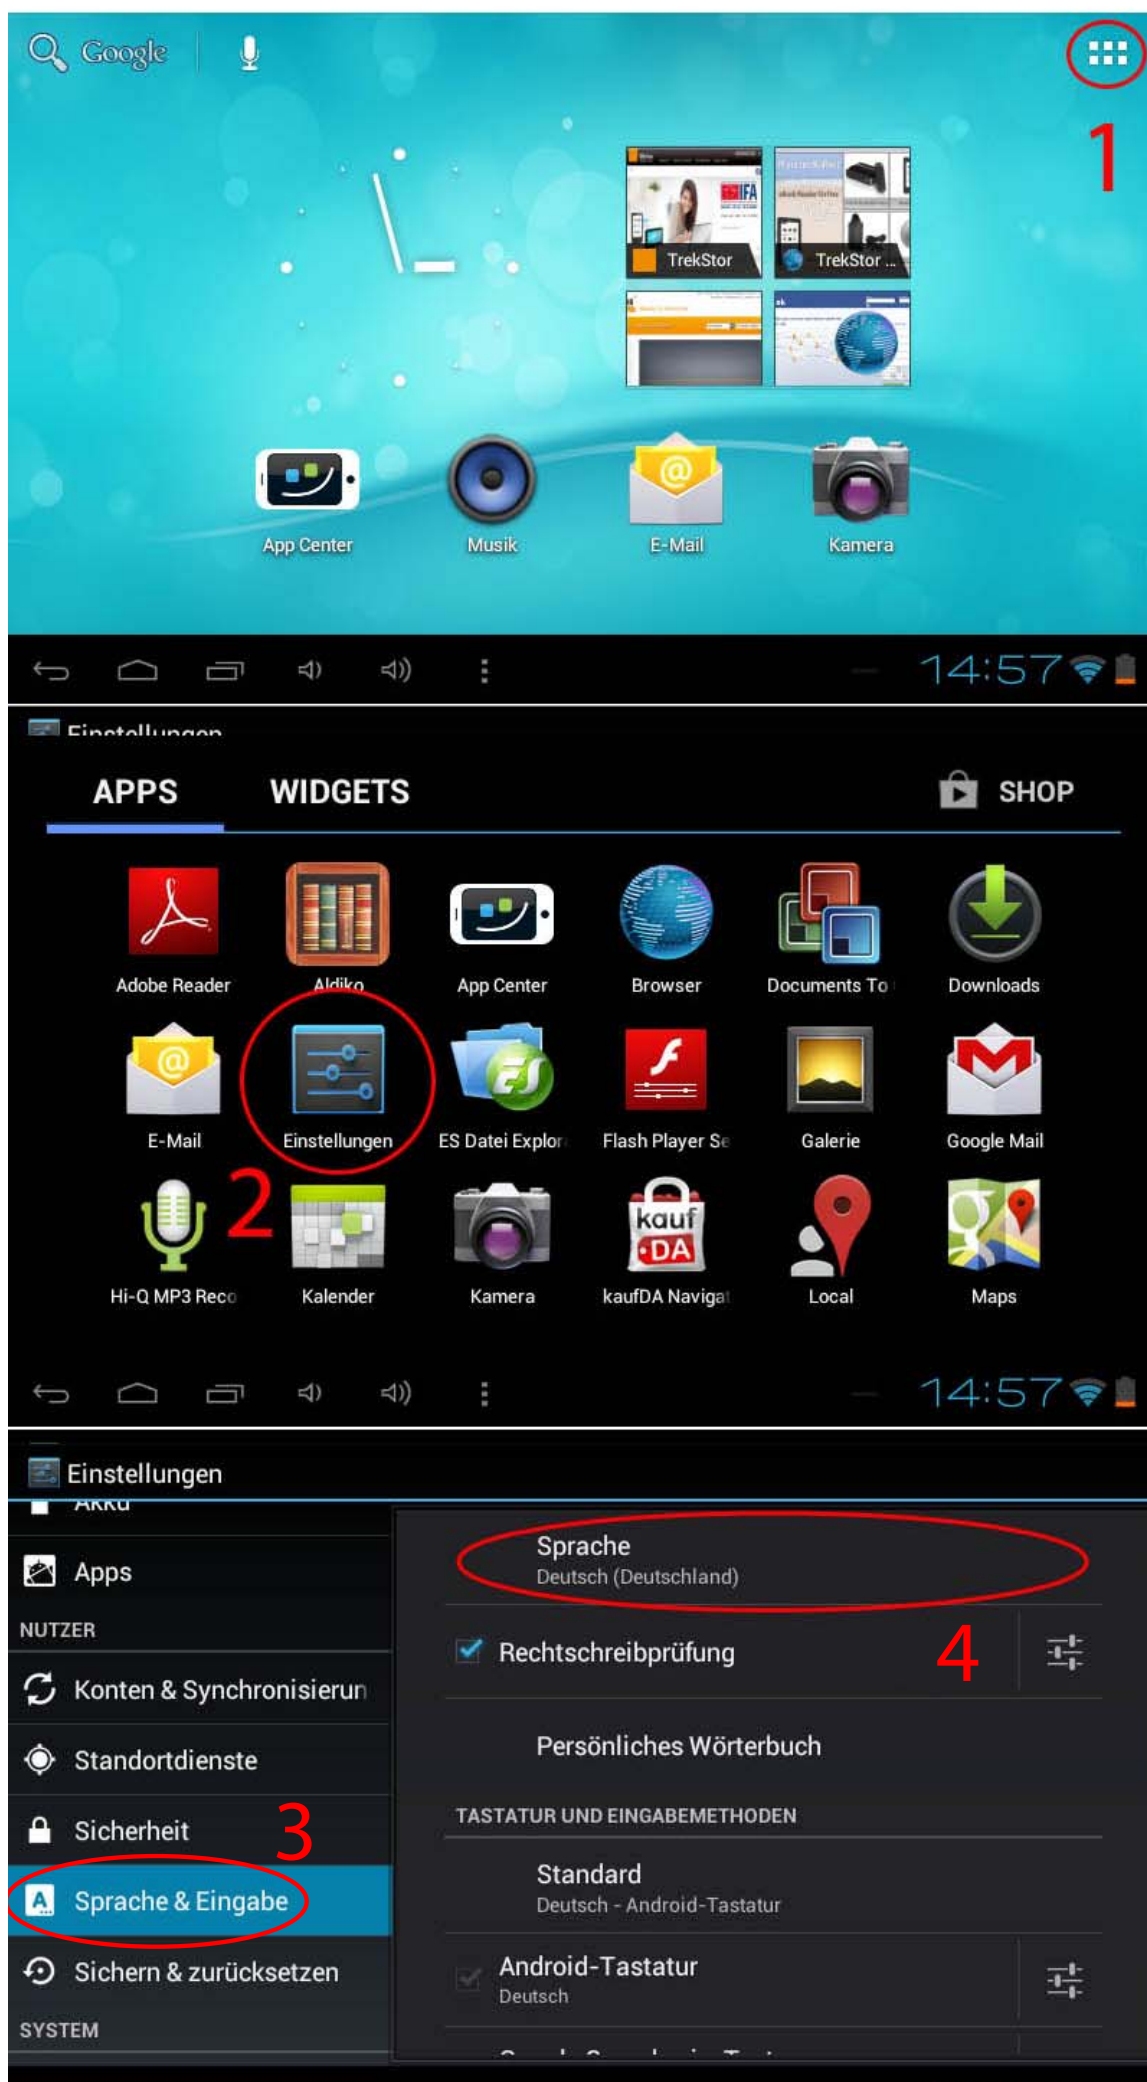 Google
1
TrekStor
TrekStor ...
App Center
Musik
E-Mail
Kamera
14:57
Einstellungen
APPS
WIDGETS
SHOP
Adobe Reader
Aldiko
App Center
Browser
Documents To
Downloads
E-Mail
Einstellungen
ES Datei Explor
Flash Player Se
Galerie
Google Mail
2
kauf
DA
Hi-Q MP3 Reco
Kalender
Kamera
kaufDA Navigat
Local
Maps
14:57
Einstellungen
Akku
Apps
NUTZER
Konten & Synchronisierun
Standortdienste
Sicherheit
3
Sprache & Eingabe
Sichern & zurücksetzen
SYSTEM
Sprache
Deutsch (Deutschland)
Rechtschreibprüfung
4
Persönliches Wörterbuch
TASTATUR UND EINGABEMETHODEN
Standard
Deutsch - Android-Tastatur
Android-Tastatur
Deutsch